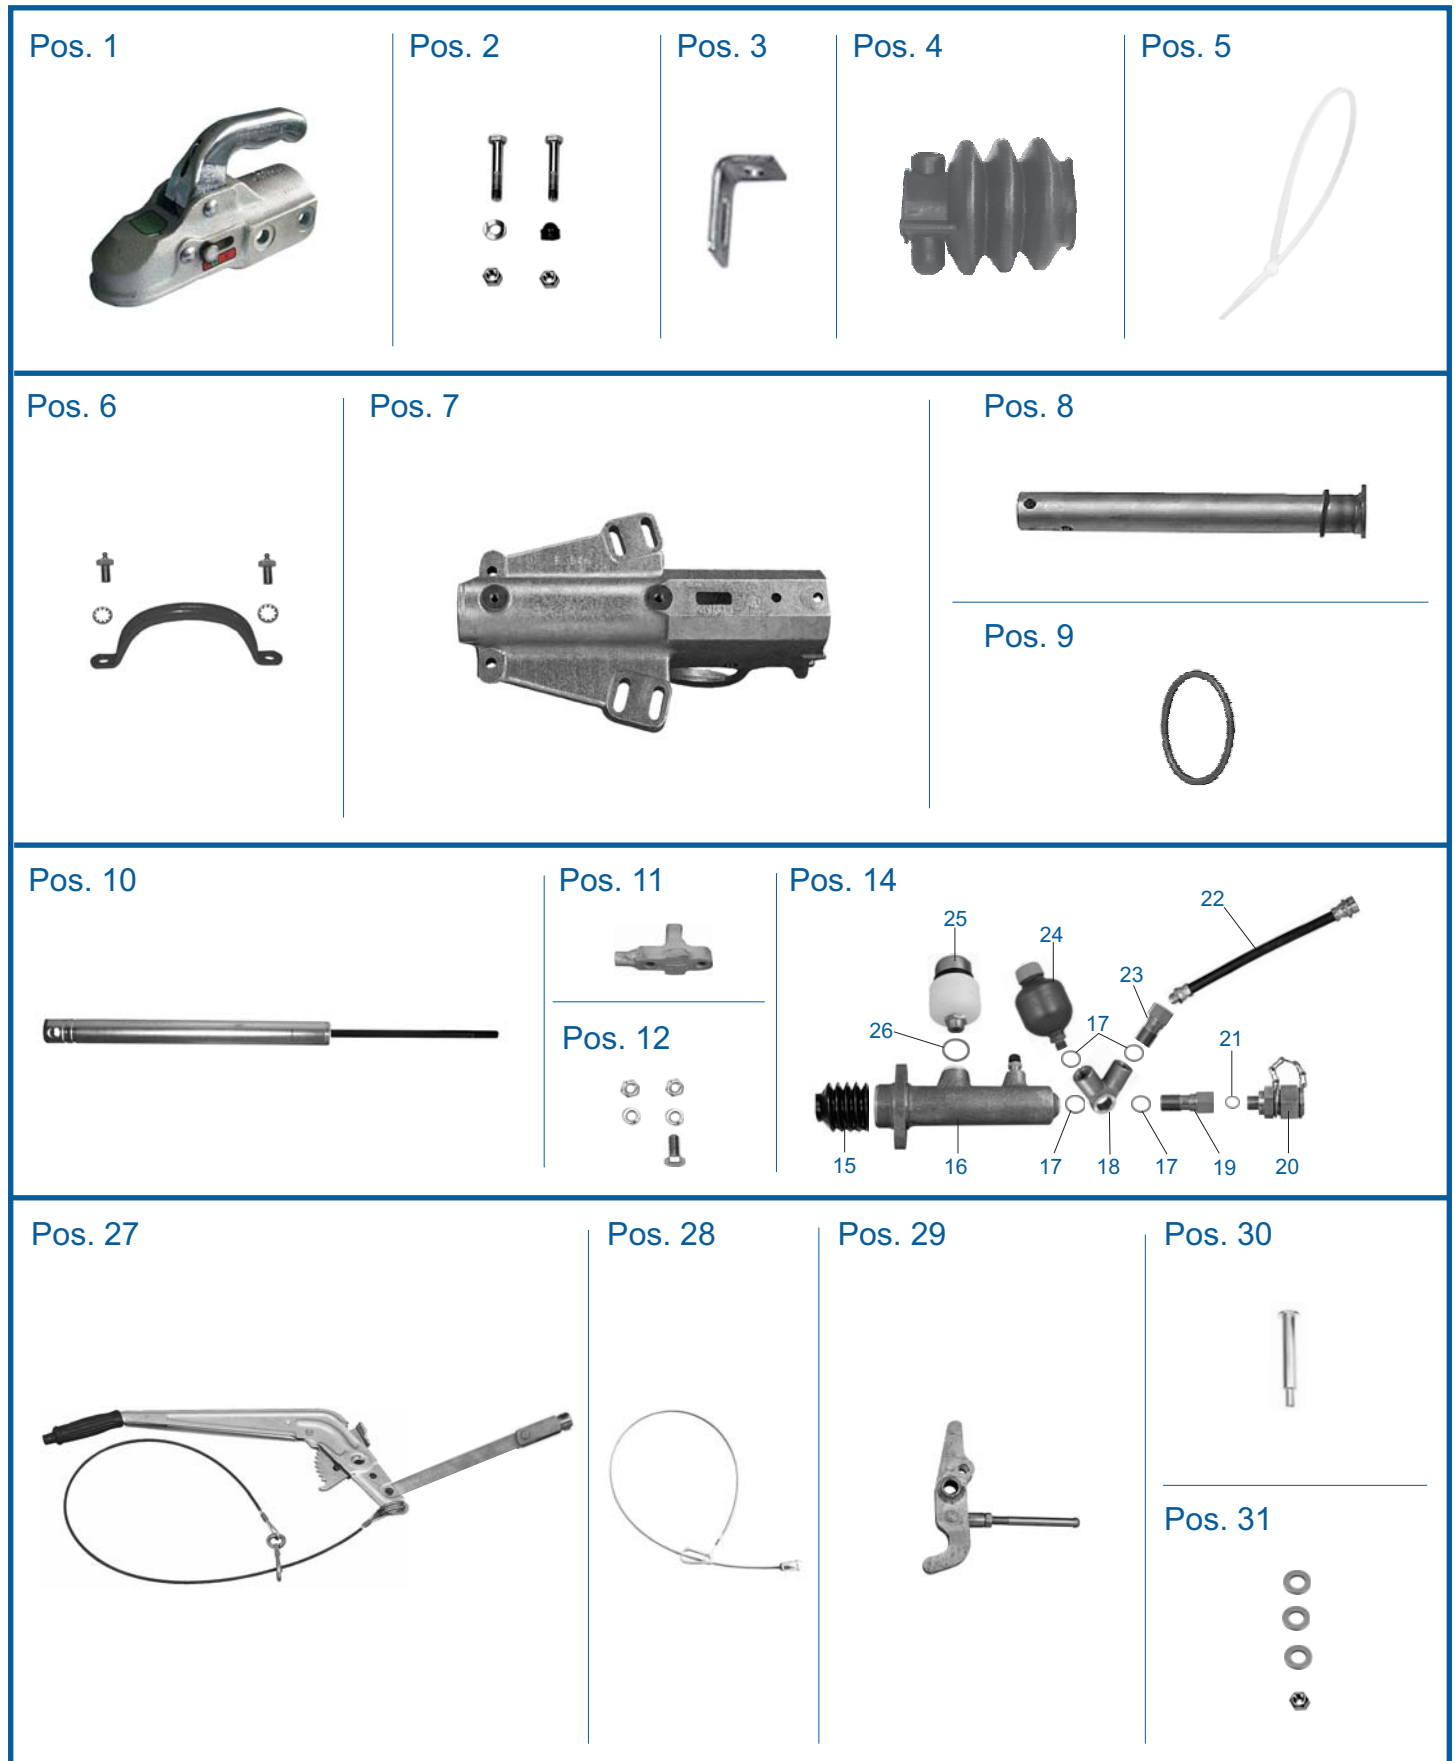 Pos. 1
Pos. 2
Pos. 3
Pos. 4
Pos. 5
Pos. 6
Pos. 7
Pos. 8
Pos. 9
Pos. 10
Pos. 11
Pos. 12
Pos. 14
22
25
24
23
17
26
21
15
16
17
18
17
19
20
Pos. 27
Pos. 28
Pos. 29
Pos. 30
Pos. 31